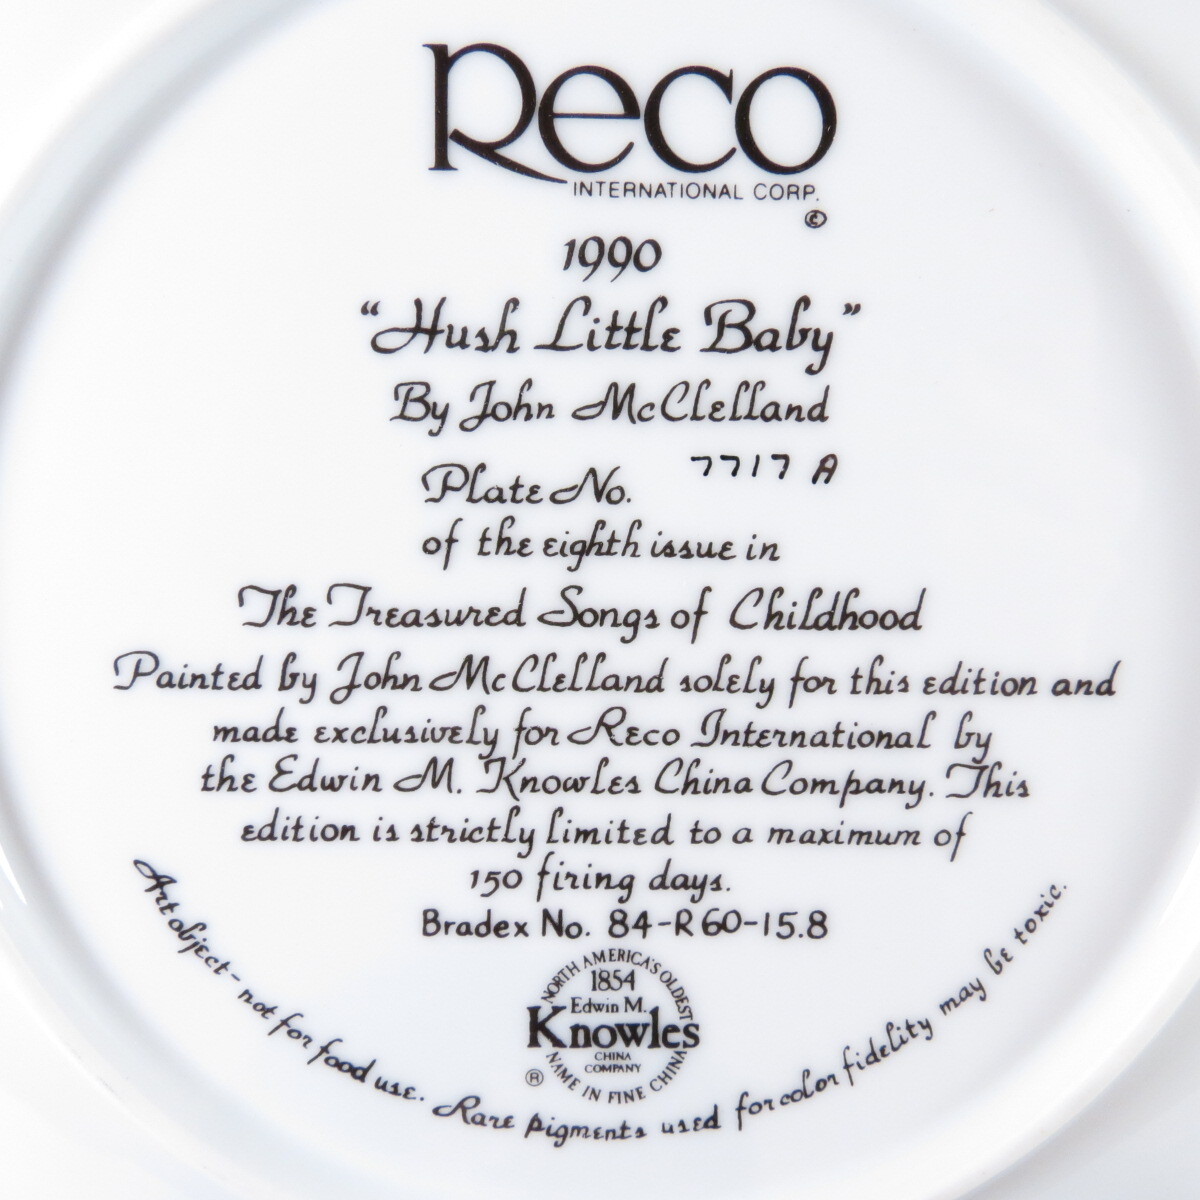 Reco
INTERNATIONAL CORP.
©
1990
“Hush Little Baby”
By John McClelland
Plate No. 7717 A
of the eighth issue in
The Treasured Songs of Childhood
Painted by John McClelland solely for this edition and
made exclusively for Reco International by
the Edwin M. Knowles China Company. This
edition is strictly limited to a maximum of
150 firing days.
Bradex No. 84-R60-15.8
NORTH AMERICA'S OLDEST
1854
Edwin M.
Knowles
CHINA
COMPANY
NAME IN FINE CHINA
®
Art object - not for food use. Rare pigments used for color fidelity may be toxic.